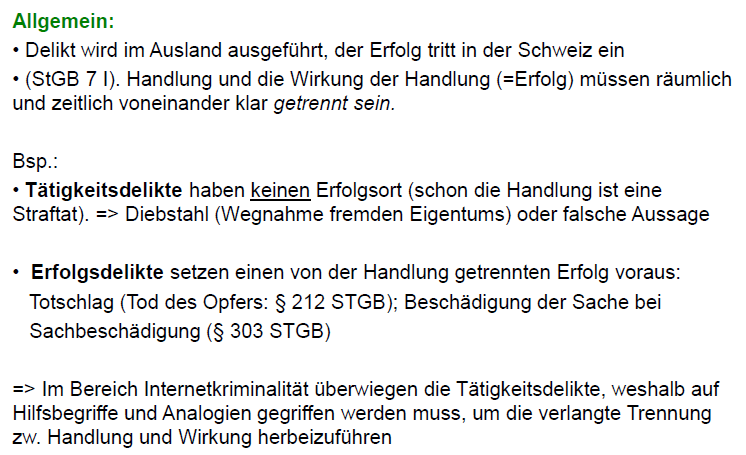 Allgemein:
• Delikt wird im Ausland ausgeführt, der Erfolg tritt in der Schweiz ein
• (StGB 7 I). Handlung und die Wirkung der Handlung (=Erfolg) müssen räumlich
und zeitlich voneinander klar getrennt sein.
Bsp.:
• Tätigkeitsdelikte haben keinen Erfolgsort (schon die Handlung ist eine
Straftat). => Diebstahl (Wegnahme fremden Eigentums) oder falsche Aussage
• Erfolgsdelikte setzen einen von der Handlung getrennten Erfolg voraus:
Totschlag (Tod des Opfers: § 212 STGB); Beschädigung der Sache bei
Sachbeschädigung (§ 303 STGB)
=> Im Bereich Internetkriminalität überwiegen die Tätigkeitsdelikte, weshalb auf
Hilfsbegriffe und Analogien gegriffen werden muss, um die verlangte Trennung
zw. Handlung und Wirkung herbeizuführen